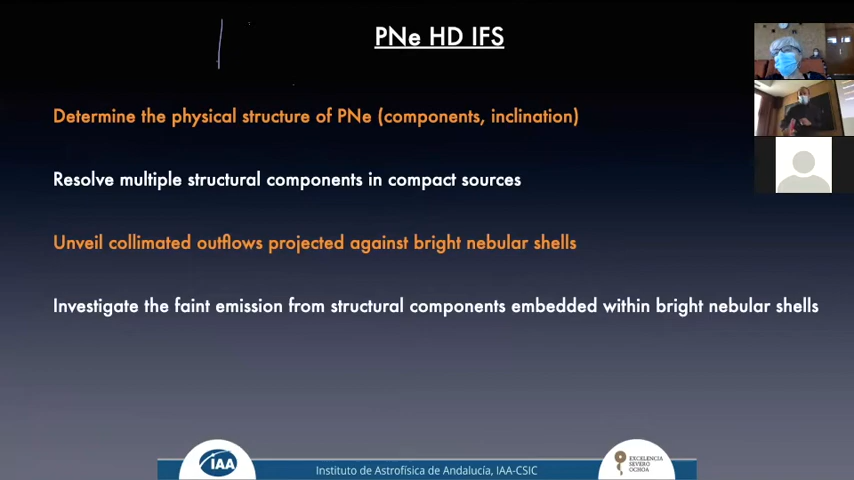 PNe HD IFS
Determine the physical structure of PNe (components, inclination)
Resolve multiple structural components in compact sources
Unveil collimated outflows projected against bright nebular shells
Investigate the faint emission from structural components embedded within bright nebular shells
IAA
Instituto de Astrofísica de Andalucía, IAA-CSIC
EXCELENCIA
SEVERO
OCHOA